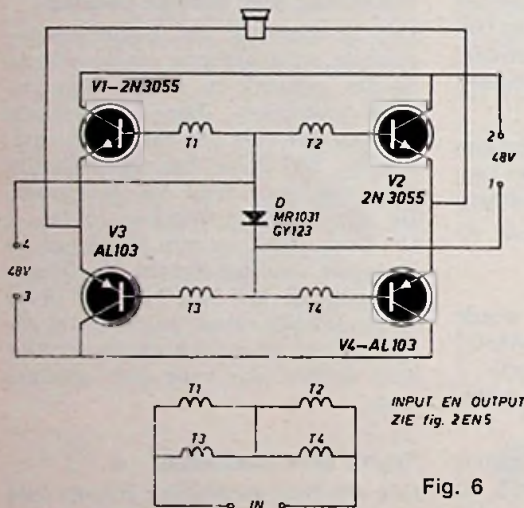 V1-2N3055
T1
T2
2
48V
1
V2
2N3055
D
MR1031
GY123
V3
AL103
4
48V
3
T3
T4
V4-AL103
T1
T2
T3
T4
IN
INPUT EN OUTPUT
ZIE fig. 2EN5
Fig. 6